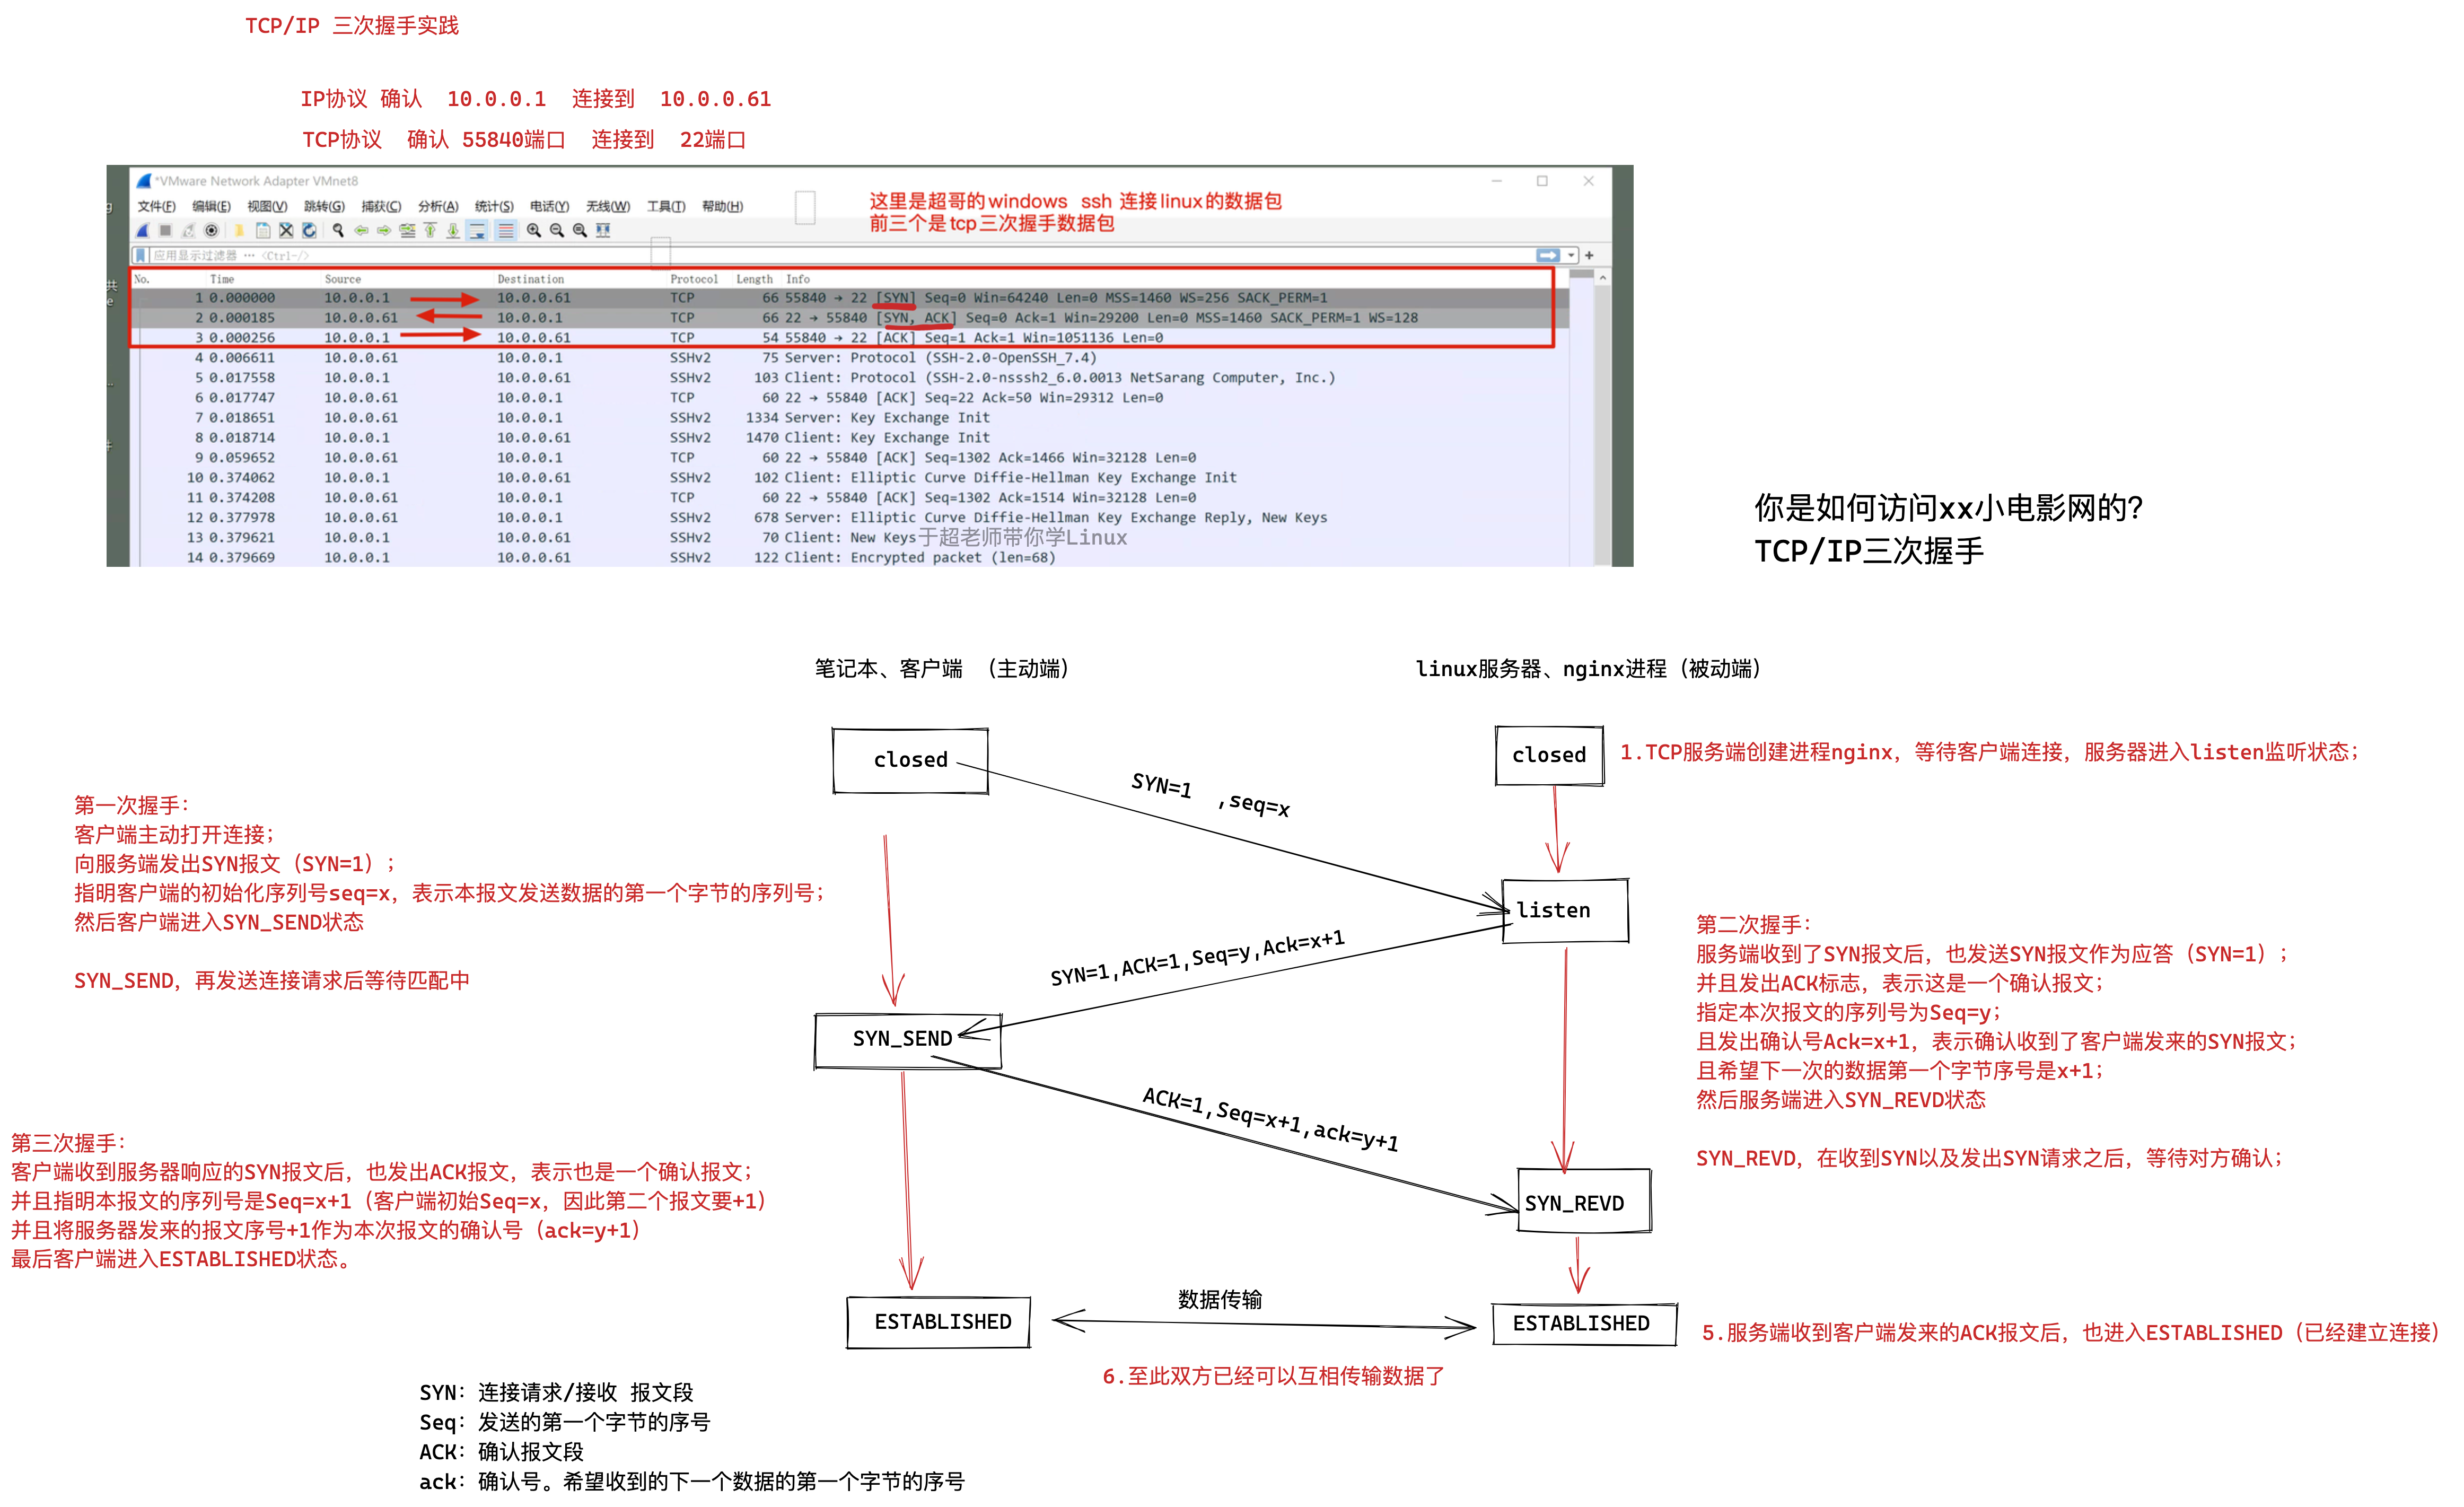 TCP/IP 三次握手实践
IP协议 确认 10.0.0.1 连接到 10.0.0.61
TCP协议 确认 55840端口 连接到 22端口
*VMware Network Adapter VMnet8
文件(F) 编辑(E) 视图(V) 跳转(G) 捕获(C) 分析(A) 统计(S) 电话(Y) 无线(W) 工具(T) 帮助(H)
这里是超哥的windows ssh 连接linux的数据包
前三个是tcp三次握手数据包
应用显示过滤器 … <Ctrl-/>
No. Time Source Destination Protocol Length Info
1 0.000000 10.0.0.1 10.0.0.61 TCP 66 55840 → 22 [SYN] Seq=0 Win=64240 Len=0 MSS=1460 WS=256 SACK_PERM=1
2 0.000185 10.0.0.61 10.0.0.1 TCP 66 22 → 55840 [SYN, ACK] Seq=0 Ack=1 Win=29200 Len=0 MSS=1460 SACK_PERM=1 WS=128
3 0.000256 10.0.0.1 10.0.0.61 TCP 54 55840 → 22 [ACK] Seq=1 Ack=1 Win=1051136 Len=0
4 0.006611 10.0.0.61 10.0.0.1 SSHv2 75 Server: Protocol (SSH-2.0-OpenSSH_7.4)
5 0.017558 10.0.0.1 10.0.0.61 SSHv2 103 Client: Protocol (SSH-2.0-nsssh2_6.0.0013 NetSarang Computer, Inc.)
6 0.017747 10.0.0.61 10.0.0.1 TCP 60 22 → 55840 [ACK] Seq=22 Ack=50 Win=29312 Len=0
7 0.018651 10.0.0.61 10.0.0.1 SSHv2 1334 Server: Key Exchange Init
8 0.018714 10.0.0.1 10.0.0.61 SSHv2 1470 Client: Key Exchange Init
9 0.059652 10.0.0.61 10.0.0.1 TCP 60 22 → 55840 [ACK] Seq=1302 Ack=1466 Win=32128 Len=0
10 0.374062 10.0.0.1 10.0.0.61 SSHv2 102 Client: Elliptic Curve Diffie-Hellman Key Exchange Init
11 0.374208 10.0.0.61 10.0.0.1 TCP 60 22 → 55840 [ACK] Seq=1302 Ack=1514 Win=32128 Len=0
12 0.377978 10.0.0.61 10.0.0.1 SSHv2 678 Server: Elliptic Curve Diffie-Hellman Key Exchange Reply, New Keys
13 0.379621 10.0.0.1 10.0.0.61 SSHv2 70 Client: New Keys
于超老师带你学Linux
14 0.379669 10.0.0.1 10.0.0.61 SSHv2 122 Client: Encrypted packet (len=68)
你是如何访问xx小电影网的?
TCP/IP三次握手
笔记本、客户端 (主动端)
linux服务器、nginx进程(被动端)
closed
closed
1.TCP服务端创建进程nginx,等待客户端连接,服务器进入listen监听状态;
SYN=1 ,seq=x
第一次握手:
客户端主动打开连接;
向服务端发出SYN报文(SYN=1);
指明客户端的初始化序列号seq=x,表示本报文发送数据的第一个字节的序列号;
然后客户端进入SYN_SEND状态
SYN_SEND,再发送连接请求后等待匹配中
listen
SYN=1,ACK=1,Seq=y,Ack=x+1
第二次握手:
服务端收到了SYN报文后,也发送SYN报文作为应答(SYN=1);
并且发出ACK标志,表示这是一个确认报文;
指定本次报文的序列号为Seq=y;
且发出确认号Ack=x+1,表示确认收到了客户端发来的SYN报文;
且希望下一次的数据第一个字节序号是x+1;
然后服务端进入SYN_REVD状态
SYN_REVD,在收到SYN以及发出SYN请求之后,等待对方确认;
SYN_SEND
ACK=1,Seq=x+1,ack=y+1
第三次握手:
客户端收到服务器响应的SYN报文后,也发出ACK报文,表示也是一个确认报文;
并且指明本报文的序列号是Seq=x+1(客户端初始Seq=x,因此第二个报文要+1)
并且将服务器发来的报文序号+1作为本次报文的确认号(ack=y+1)
最后客户端进入ESTABLISHED状态。
SYN_REVD
ESTABLISHED
数据传输
ESTABLISHED
5.服务端收到客户端发来的ACK报文后,也进入ESTABLISHED(已经建立连接)
6.至此双方已经可以互相传输数据了
SYN: 连接请求/接收 报文段
Seq: 发送的第一个字节的序号
ACK: 确认报文段
ack: 确认号。希望收到的下一个数据的第一个字节的序号